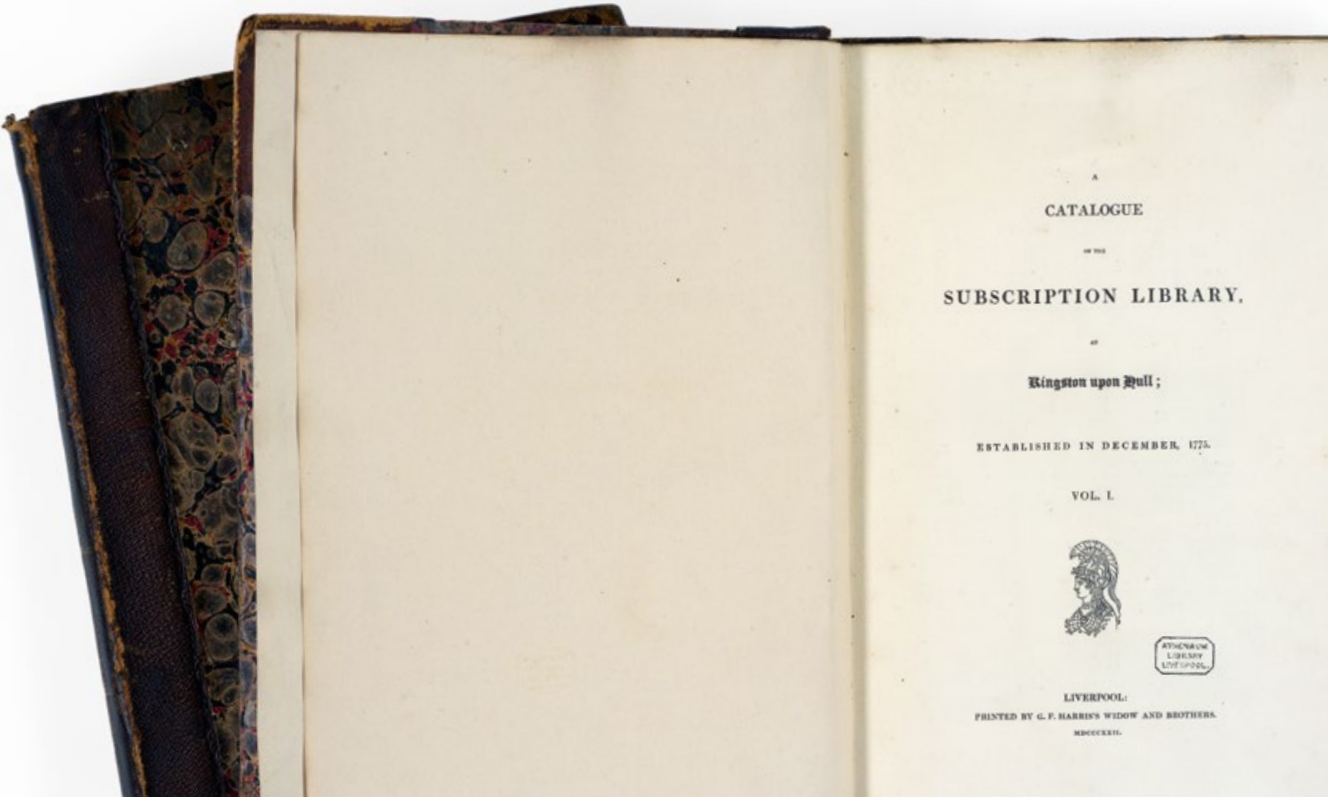 A
CATALOGUE
OF THE
SUBSCRIPTION LIBRARY,
AT
Kingston upon Hull;
ESTABLISHED IN DECEMBER, 1775.
VOL. I.
ATHENÆUM
LIBRARY
LIVERPOOL.
LIVERPOOL:
PRINTED BY G. F. HARRIS'S WIDOW AND BROTHERS.
MDCCCXXII.